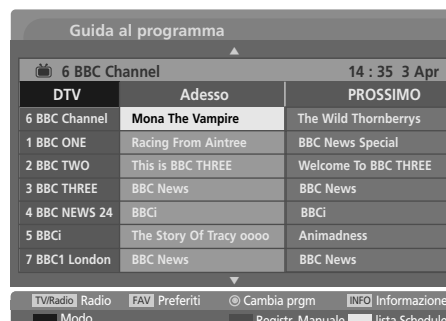 Guida al programma
6 BBC Channel 14 : 35 3 Apr
DTV Adesso PROSSIMO
6 BBC Channel Mona The Vampire The Wild Thornberrys
1 BBC ONE Racing From Aintree BBC News Special
2 BBC TWO This is BBC THREE Welcome To BBC THREE
3 BBC THREE BBC News BBC News
4 BBC NEWS 24 BBCi BBCi
5 BBCi The Story Of Tracy oooo Animadness
7 BBC1 London BBC News BBC News
TV/Radio Radio FAV Preferiti Cambia prgm INFO Informazione
Modo Registr. Manuale lista Schedule